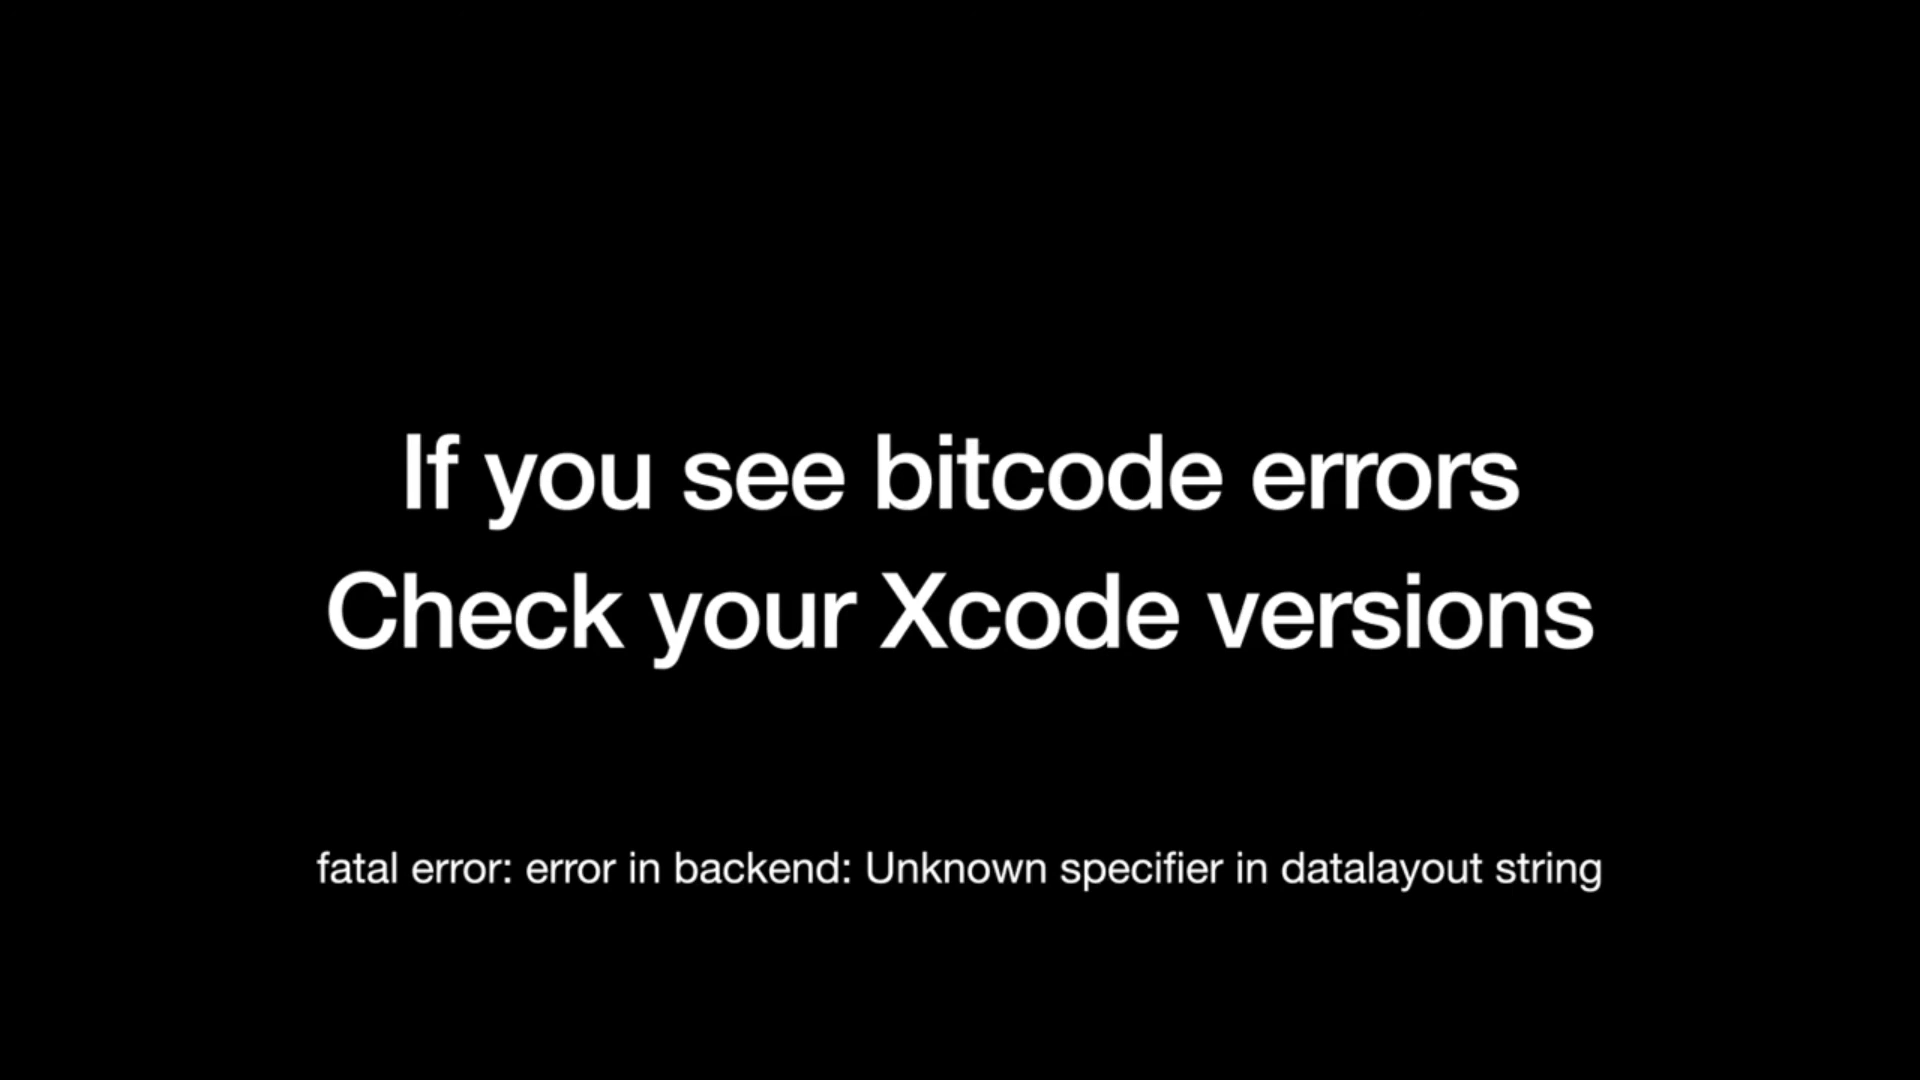 If you see bitcode errors
Check your Xcode versions
fatal error: error in backend: Unknown specifier in datalayout string